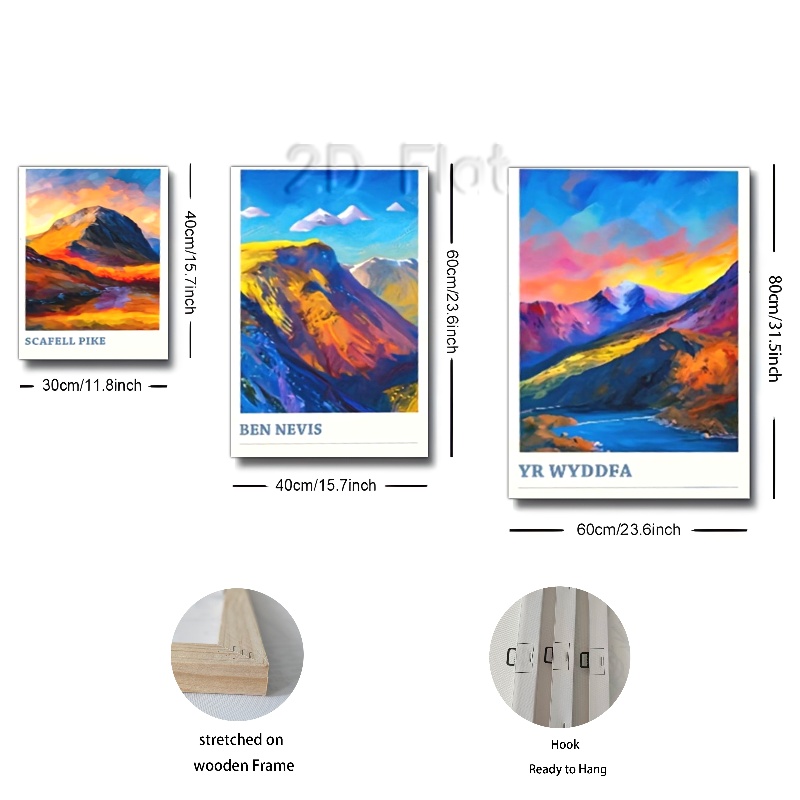 2D Flat
SCAFELL PIKE
40cm/15.7inch
30cm/11.8inch
BEN NEVIS
60cm/23.6inch
40cm/15.7inch
YR WYDDFA
80cm/31.5inch
60cm/23.6inch
stretched on
wooden Frame
Hook
Ready to Hang